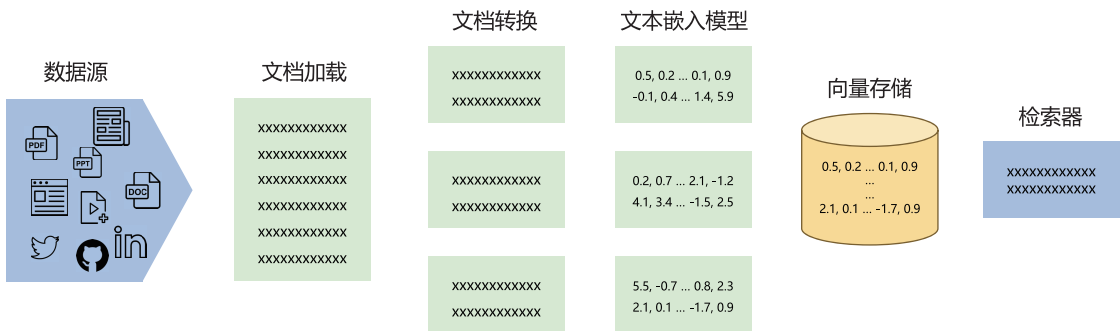 数据源
PDF
PPT
DOC
in
文档加载
xxxxxxxxxxxx
xxxxxxxxxxxx
xxxxxxxxxxxx
xxxxxxxxxxxx
xxxxxxxxxxxx
xxxxxxxxxxxx
文档转换
xxxxxxxxxxxx
xxxxxxxxxxxx
xxxxxxxxxxxx
xxxxxxxxxxxx
xxxxxxxxxxxx
xxxxxxxxxxxx
文本嵌入模型
0.5, 0.2 ... 0.1, 0.9
-0.1, 0.4 ... 1.4, 5.9
0.2, 0.7 ... 2.1, -1.2
4.1, 3.4 ... -1.5, 2.5
5.5, -0.7 ... 0.8, 2.3
2.1, 0.1 ... -1.7, 0.9
向量存储
0.5, 0.2 ... 0.1, 0.9
...
...
2.1, 0.1 ... -1.7, 0.9
检索器
xxxxxxxxxxxx
xxxxxxxxxxxx